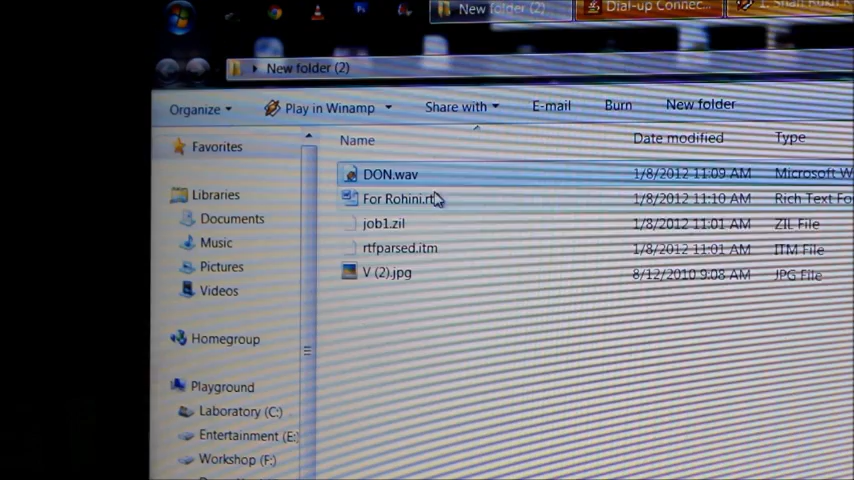 New folder (2)
Dial-up Connec
New folder (2)
Organize
Play in Winamp
Share with
E-mail
Burn
New folder
Name
Date modified
Type
Favorites
DON.wav
1/8/2012 11:09 AM
Microsoft W
For Rohini.rt
1/8/2012 11:10 AM
Rich Text Fo
Libraries
job1.zil
1/8/2012 11:01 AM
ZIL File
Documents
rtfparsed.itm
1/8/2012 11:01 AM
ITM File
Music
V (2).jpg
8/12/2010 9:08 AM
JPG File
Pictures
Videos
Homegroup
Playground
Laboratory (C:)
Entertainment (E:
Workshop (F:)